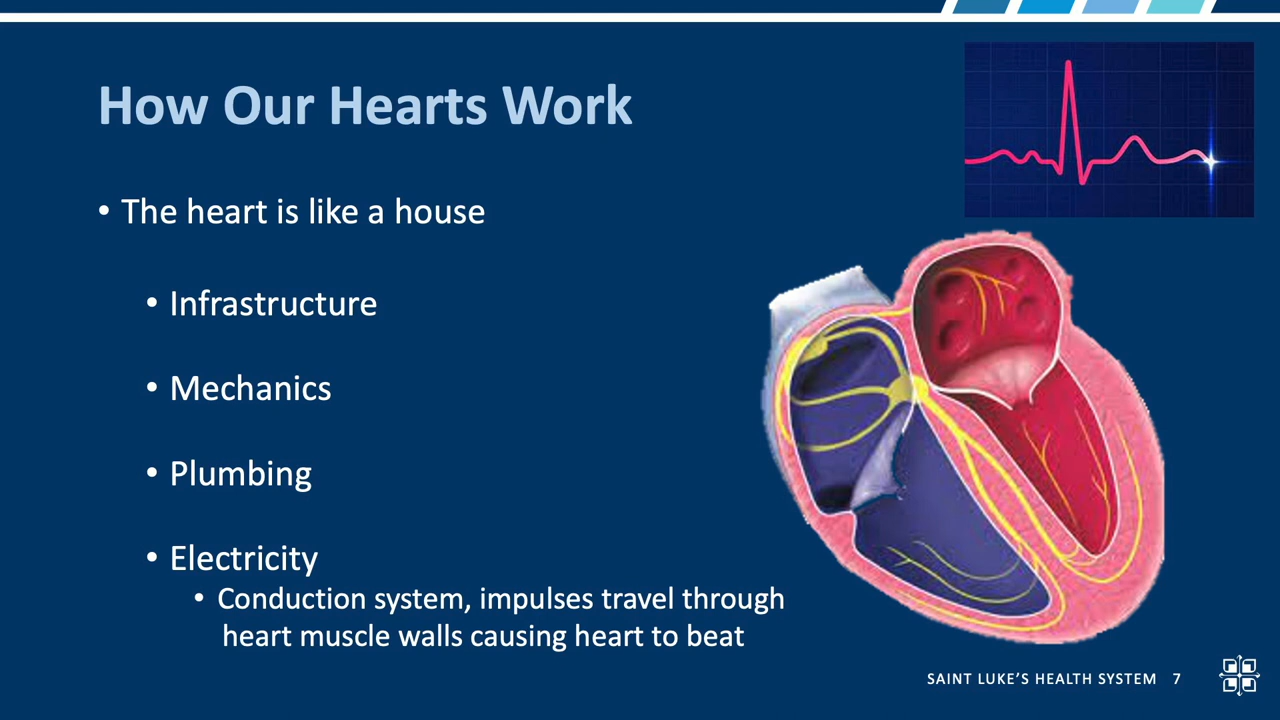 How Our Hearts Work
• The heart is like a house
• Infrastructure
• Mechanics
• Plumbing
• Electricity
• Conduction system, impulses travel through
heart muscle walls causing heart to beat
SAINT LUKE'S HEALTH SYSTEM 7